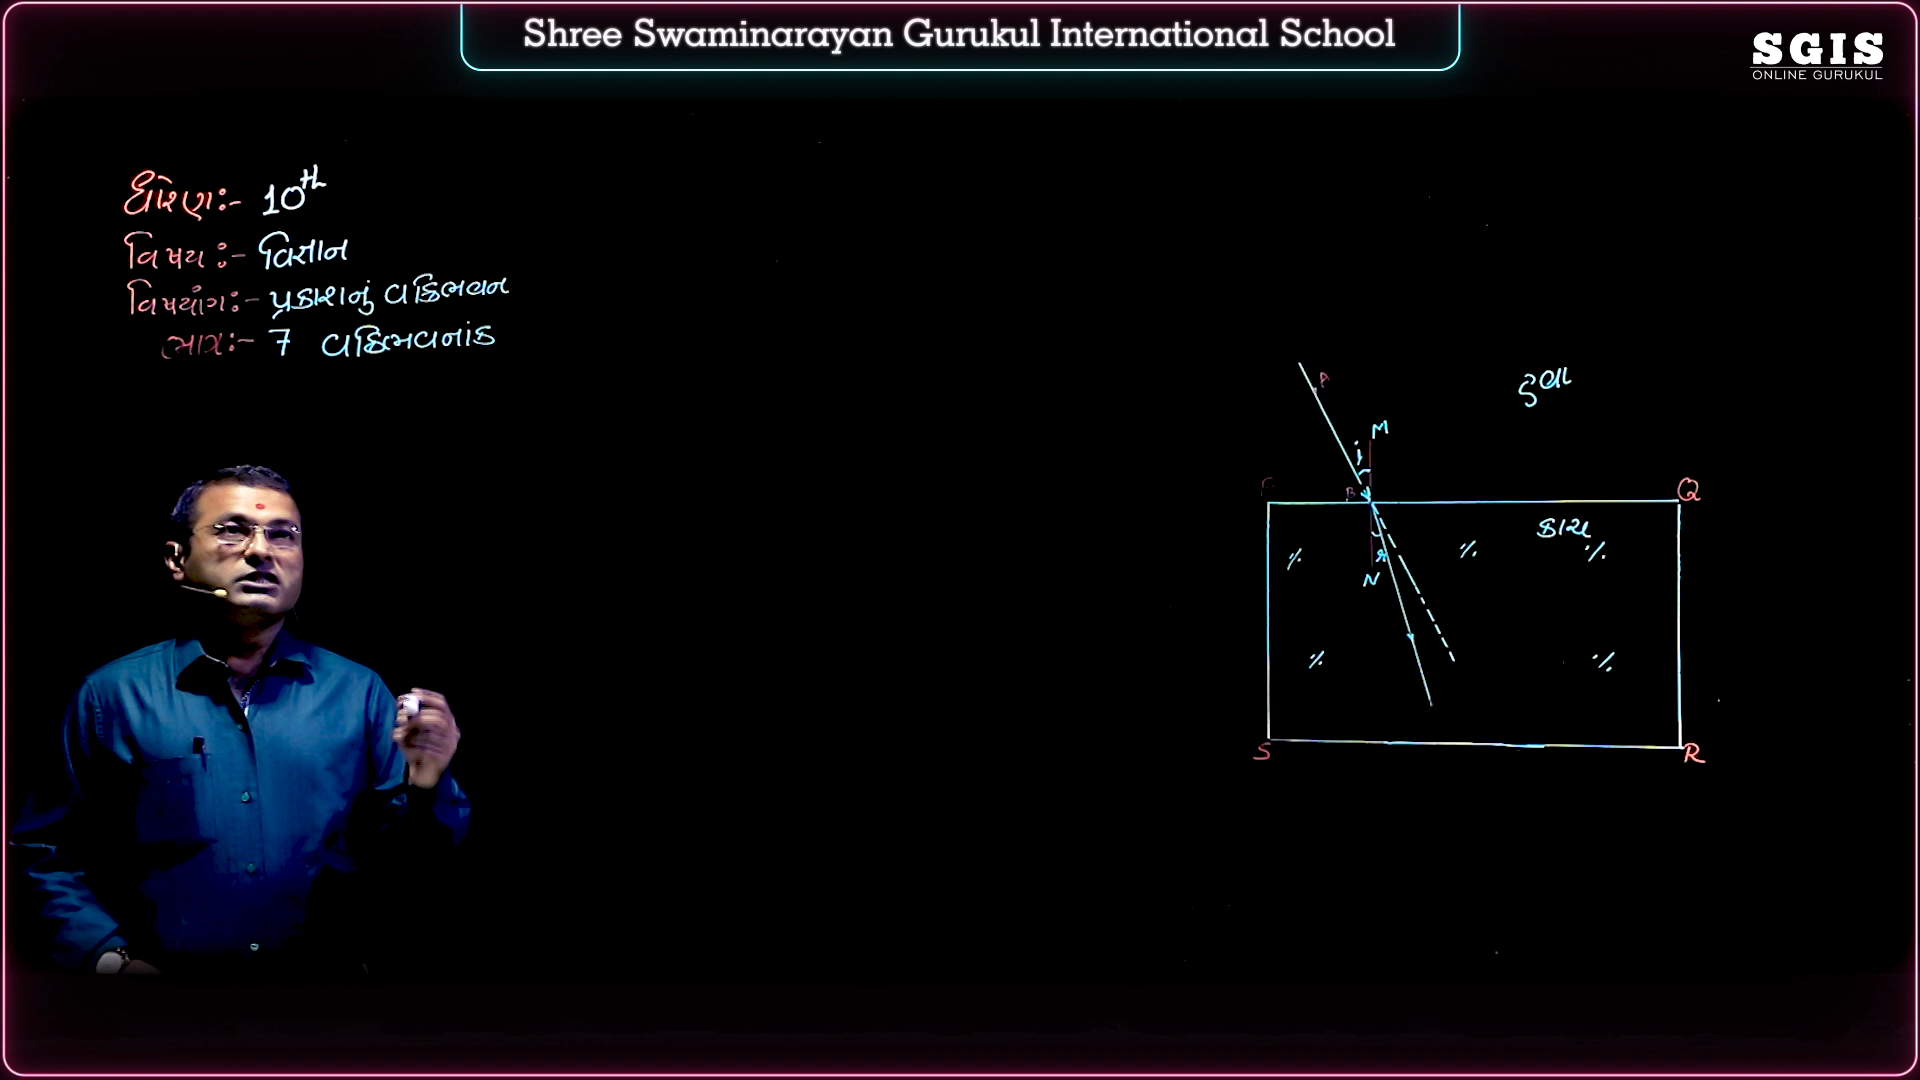 Shree Swaminarayan Gurukul International School
SGIS
ONLINE GURUKUL
ધોરણ:- 10th
વિષય:- વિજ્ઞાન
વિષયાંગ:- પ્રકાશનું વક્રિભવન
ભાગ:- 7 વક્રિભવનાંક
A
હવા
M
i
P B Q
કાચ
r
N
S R